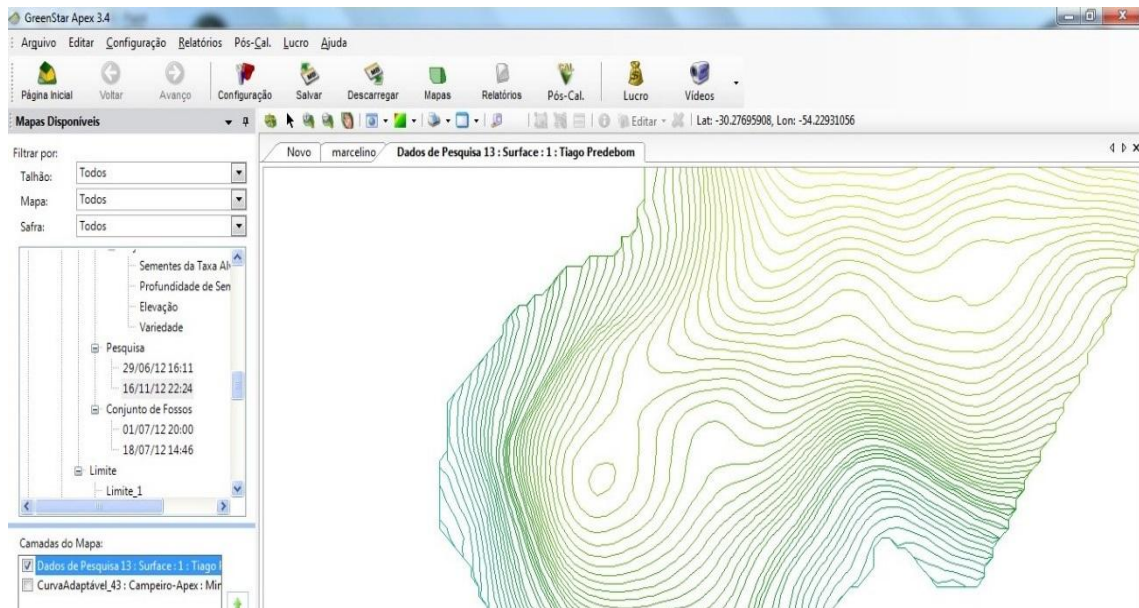 GreenStar Apex 3.4
Arquivo Editar Configuração Relatórios Pós-Cal. Lucro Ajuda
Página Inicial Voltar Avanço Configuração Salvar Descarregar Mapas Relatórios Pós-Cal. Lucro Vídeos
Mapas Disponíveis
Editar Lat: -30.27695908, Lon: -54.22931056
Novo marcelino Dados de Pesquisa 13 : Surface : 1 : Tiago Predebom
Filtrar por:
Talhão: Todos
Mapa: Todos
Safra: Todos
Sementes da Taxa Alv
Profundidade de Sen
Elevação
Variedade
Pesquisa
29/06/12 16:11
16/11/12 22:24
Conjunto de Fossos
01/07/12 20:00
18/07/12 14:46
Limite
Limite_1
Camadas do Mapa:
Dados de Pesquisa 13 : Surface : 1 : Tiago
CurvaAdaptável_43 : Campeiro-Apex : Mir